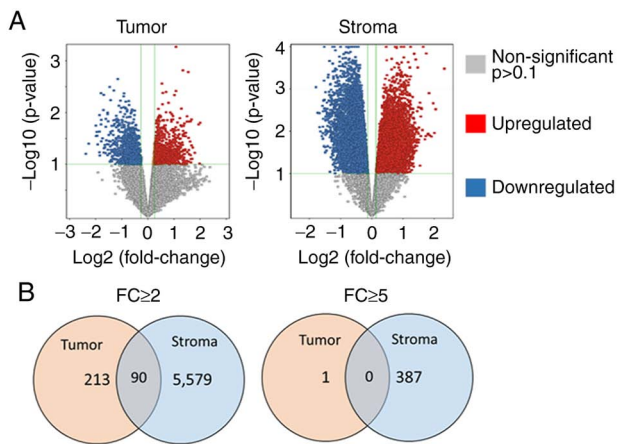 A
Tumor
Stroma
−Log10 (p-value)
3
2
1
−3 −2 −1 0 1 2 3
Log2 (fold-change)
−Log10 (p-value)
4
3
2
1
−2 −1 0 1 2
Log2 (fold-change)
Non-significant
p>0.1
Upregulated
Downregulated
B
FC≥2
FC≥5
Tumor
Stroma
213
90
5,579
Tumor
Stroma
1
0
387